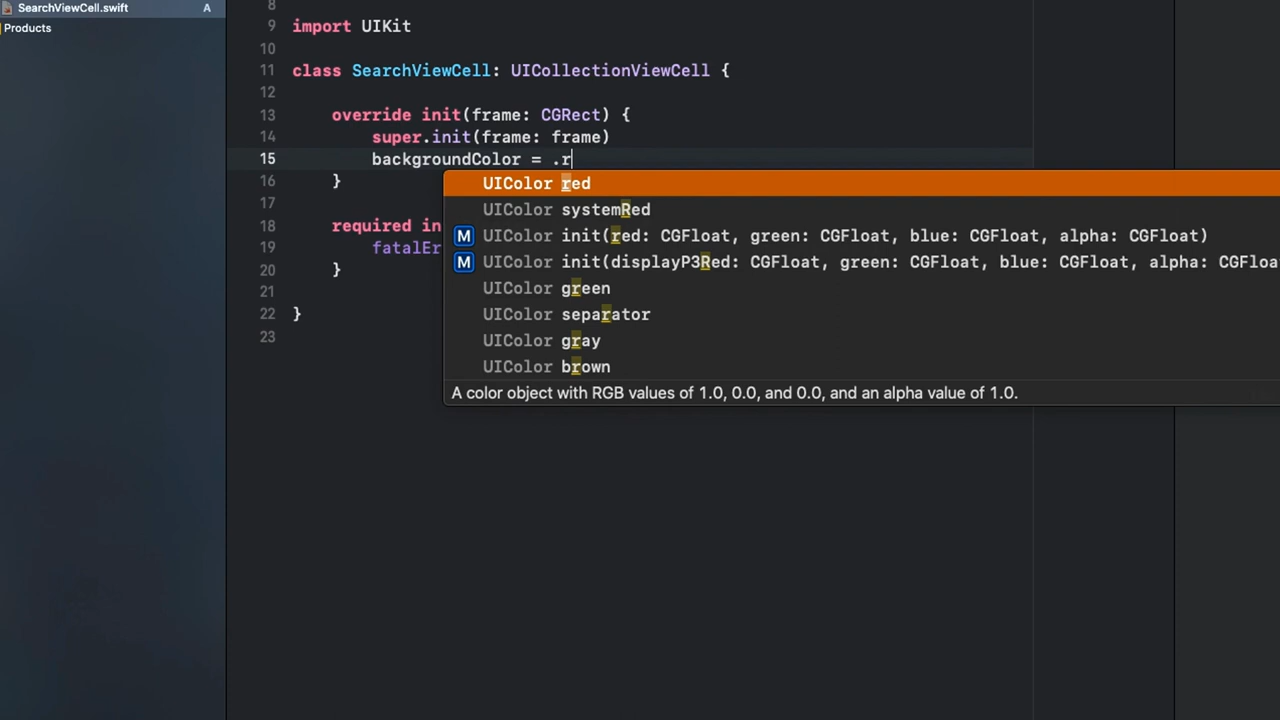 SearchViewCell.swift A
Products
8
9 import UIKit
10
11 class SearchViewCell: UICollectionViewCell {
12
13 override init(frame: CGRect) {
14 super.init(frame: frame)
15 backgroundColor = .r
16 }
17
18 required in
19 fatalEr
20 }
21
22 }
23
UIColor red
UIColor systemRed
M UIColor init(red: CGFloat, green: CGFloat, blue: CGFloat, alpha: CGFloat)
M UIColor init(displayP3Red: CGFloat, green: CGFloat, blue: CGFloat, alpha: CGFloa
UIColor green
UIColor separator
UIColor gray
UIColor brown
A color object with RGB values of 1.0, 0.0, and 0.0, and an alpha value of 1.0.